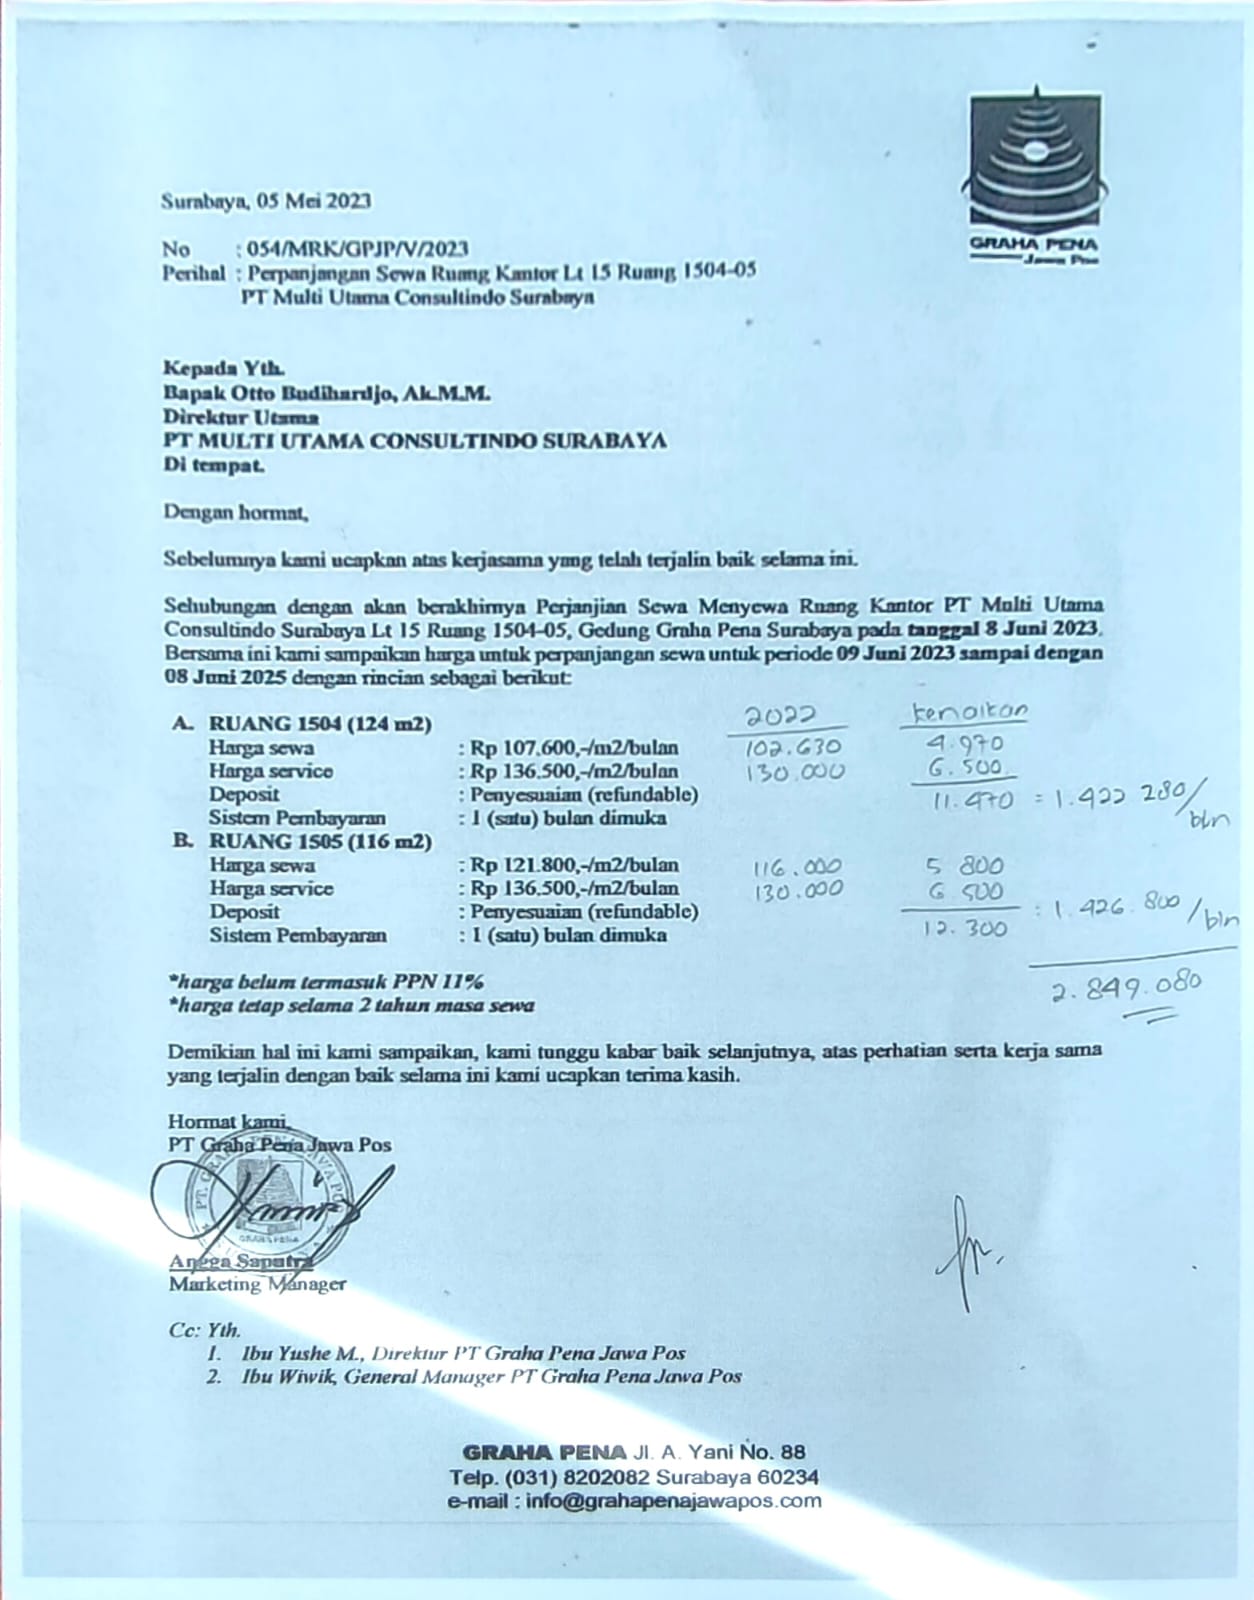 GRAHA PENA
Jawa Pos
Surabaya, 05 Mei 2023
No : 054/MRK/GPJP/V/2023
Perihal : Perpanjangan Sewa Ruang Kantor Lt 15 Ruang 1504-05
PT Multi Utama Consultindo Surabaya
Kepada Yth.
Bapak Otto Budihardjo, Ak.M.M.
Direktur Utama
PT MULTI UTAMA CONSULTINDO SURABAYA
Di tempat.
Dengan hormat,
Sebelumnya kami ucapkan atas kerjasama yang telah terjalin baik selama ini.
Sehubungan dengan akan berakhirnya Perjanjian Sewa Menyewa Ruang Kantor PT Multi Utama
Consultindo Surabaya Lt 15 Ruang 1504-05, Gedung Graha Pena Surabaya pada tanggal 8 Juni 2023.
Bersama ini kami sampaikan harga untuk perpanjangan sewa untuk periode 09 Juni 2023 sampai dengan
08 Juni 2025 dengan rincian sebagai berikut:
A. RUANG 1504 (124 m2) 2022 kenaikan
Harga sewa : Rp 107.600,-/m2/bulan 102.630 4.970
Harga service : Rp 136.500,-/m2/bulan 130.000 6.500
Deposit : Penyesuaian (refundable) 11.470 = 1.422 280/
Sistem Pembayaran : 1 (satu) bulan dimuka bln
B. RUANG 1505 (116 m2)
Harga sewa : Rp 121.800,-/m2/bulan 116.000 5 800
Harga service : Rp 136.500,-/m2/bulan 130.000 6 500
Deposit : Penyesuaian (refundable) : 1.426.800/bln
Sistem Pembayaran : 1 (satu) bulan dimuka 12.300
*harga belum termasuk PPN 11% 2.849.080
*harga tetap selama 2 tahun masa sewa
Demikian hal ini kami sampaikan, kami tunggu kabar baik selanjutnya, atas perhatian serta kerja sama
yang terjalin dengan baik selama ini kami ucapkan terima kasih.
Hormat kami,
PT Graha Pena Jawa Pos
GRAHA PENA
Angga Saputra
Marketing Manager
Cc: Yth.
1. Ibu Yushe M., Direktur PT Graha Pena Jawa Pos
2. Ibu Wiwik, General Manager PT Graha Pena Jawa Pos
GRAHA PENA Jl. A. Yani No. 88
Telp. (031) 8202082 Surabaya 60234
e-mail : info@grahapenajawapos.com